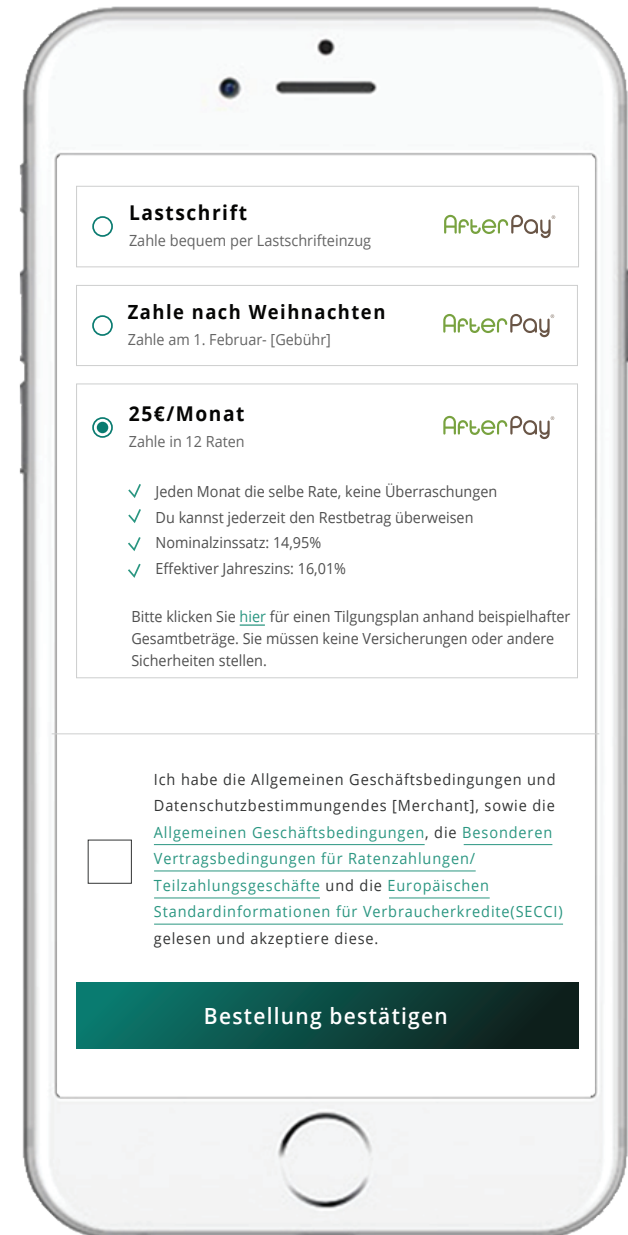 Lastschrift
Zahle bequem per Lastschrifteinzug
AfterPay®
Zahle nach Weihnachten
Zahle am 1. Februar- [Gebühr]
AfterPay®
25€/Monat
Zahle in 12 Raten
AfterPay®
Jeden Monat die selbe Rate, keine Überraschungen
Du kannst jederzeit den Restbetrag überweisen
Nominalzinssatz: 14,95%
Effektiver Jahreszins: 16,01%
Bitte klicken Sie hier für einen Tilgungsplan anhand beispielhafter
Gesamtbeträge. Sie müssen keine Versicherungen oder andere
Sicherheiten stellen.
Ich habe die Allgemeinen Geschäftsbedingungen und
Datenschutzbestimmungendes [Merchant], sowie die
Allgemeinen Geschäftsbedingungen, die Besonderen
Vertragsbedingungen für Ratenzahlungen/
Teilzahlungsgeschäfte und die Europäischen
Standardinformationen für Verbraucherkredite(SECCI)
gelesen und akzeptiere diese.
Bestellung bestätigen